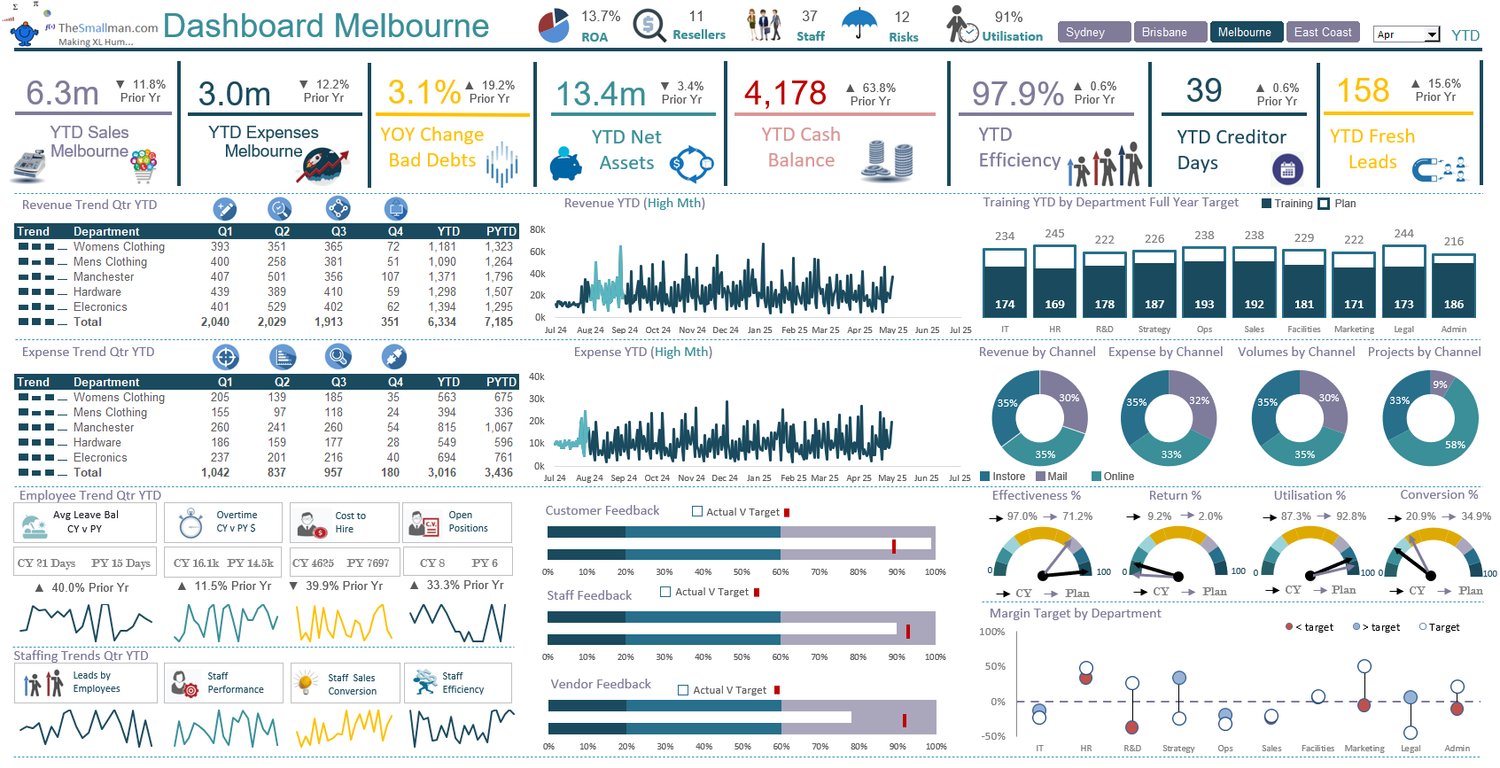 TheSmallman.com
Making XL Hum...
Dashboard Melbourne
13.7%
ROA
11
Resellers
37
Staff
12
Risks
91%
Utilisation
Sydney
Brisbane
Melbourne
East Coast
Apr
YTD
6.3m ▼ 11.8%
Prior Yr
YTD Sales
Melbourne
3.0m ▼ 12.2%
Prior Yr
YTD Expenses
Melbourne
3.1% ▲ 19.2%
Prior Yr
YOY Change
Bad Debts
13.4m ▼ 3.4%
Prior Yr
YTD Net
Assets
4,178 ▲ 63.8%
Prior Yr
YTD Cash
Balance
97.9% ▲ 0.6%
Prior Yr
YTD
Efficiency
39 ▲ 0.6%
Prior Yr
YTD Creditor
Days
158 ▲ 15.6%
Prior Yr
YTD Fresh
Leads
Revenue Trend Qtr YTD
Trend Department Q1 Q2 Q3 Q4 YTD PYTD
Womens Clothing 393 351 365 72 1,181 1,323
Mens Clothing 400 258 381 51 1,090 1,264
Manchester 407 501 356 107 1,371 1,796
Hardware 439 389 410 59 1,298 1,507
Elecronics 401 529 402 62 1,394 1,295
Total 2,040 2,029 1,913 351 6,334 7,185
Revenue YTD (High Mth)
80k
60k
40k
20k
0k
Jul 24 Aug 24 Sep 24 Oct 24 Nov 24 Dec 24 Jan 25 Feb 25 Mar 25 Apr 25 May 25 Jun 25 Jul 25
Training YTD by Department Full Year Target Training Plan
234 245 222 226 238 238 229 222 244 216
174 169 178 187 193 192 181 171 173 186
IT HR R&D Strategy Ops Sales Facilities Marketing Legal Admin
Expense Trend Qtr YTD
Trend Department Q1 Q2 Q3 Q4 YTD PYTD
Womens Clothing 205 139 185 35 563 675
Mens Clothing 155 97 118 24 394 336
Manchester 260 241 260 54 815 1,067
Hardware 186 159 177 28 549 596
Elecronics 237 201 216 40 694 761
Total 1,042 837 957 180 3,016 3,436
Expense YTD (High Mth)
40k
30k
20k
10k
0k
Jul 24 Aug 24 Sep 24 Oct 24 Nov 24 Dec 24 Jan 25 Feb 25 Mar 25 Apr 25 May 25 Jun 25 Jul 25
Revenue by Channel Expense by Channel Volumes by Channel Projects by Channel
35% 30% 35%
35% 32% 33%
35% 30% 35%
33% 9% 58%
Instore Mail Online
Employee Trend Qtr YTD
Avg Leave Bal
CY v PY
Overtime
CY v PY $
Cost to
Hire
Open
Positions
CY 21 Days PY 15 Days
CY 16.1k PY 14.5k
CY 4625 PY 7697
CY 8 PY 6
▲ 40.0% Prior Yr
▲ 11.5% Prior Yr
▼ 39.9% Prior Yr
▲ 33.3% Prior Yr
Staffing Trends Qtr YTD
Leads by
Employees
Staff
Performance
Staff Sales
Conversion
Staff
Efficiency
Customer Feedback Actual V Target
0% 10% 20% 30% 40% 50% 60% 70% 80% 90% 100%
Staff Feedback Actual V Target
0% 10% 20% 30% 40% 50% 60% 70% 80% 90% 100%
Vendor Feedback Actual V Target
0% 10% 20% 30% 40% 50% 60% 70% 80% 90% 100%
Effectiveness % Return % Utilisation % Conversion %
97.0% 71.2% 9.2% 2.0% 87.3% 92.8% 20.9% 34.9%
0 100 0 100 0 100 0 100
CY Plan CY Plan CY Plan CY Plan
Margin Target by Department
< target > target Target
100%
50%
0%
-50%
IT HR R&D Strategy Ops Sales Facilities Marketing Legal Admin